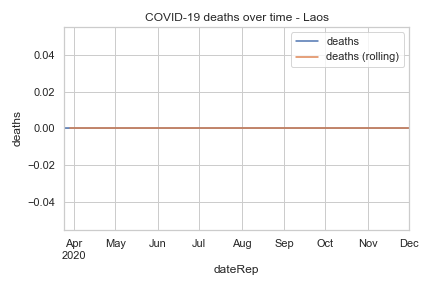 COVID-19 deaths over time - Laos
deaths
deaths (rolling)
0.04
0.02
0.00
−0.02
−0.04
deaths
Apr
2020
May
Jun
Jul
Aug
Sep
Oct
Nov
Dec
dateRep